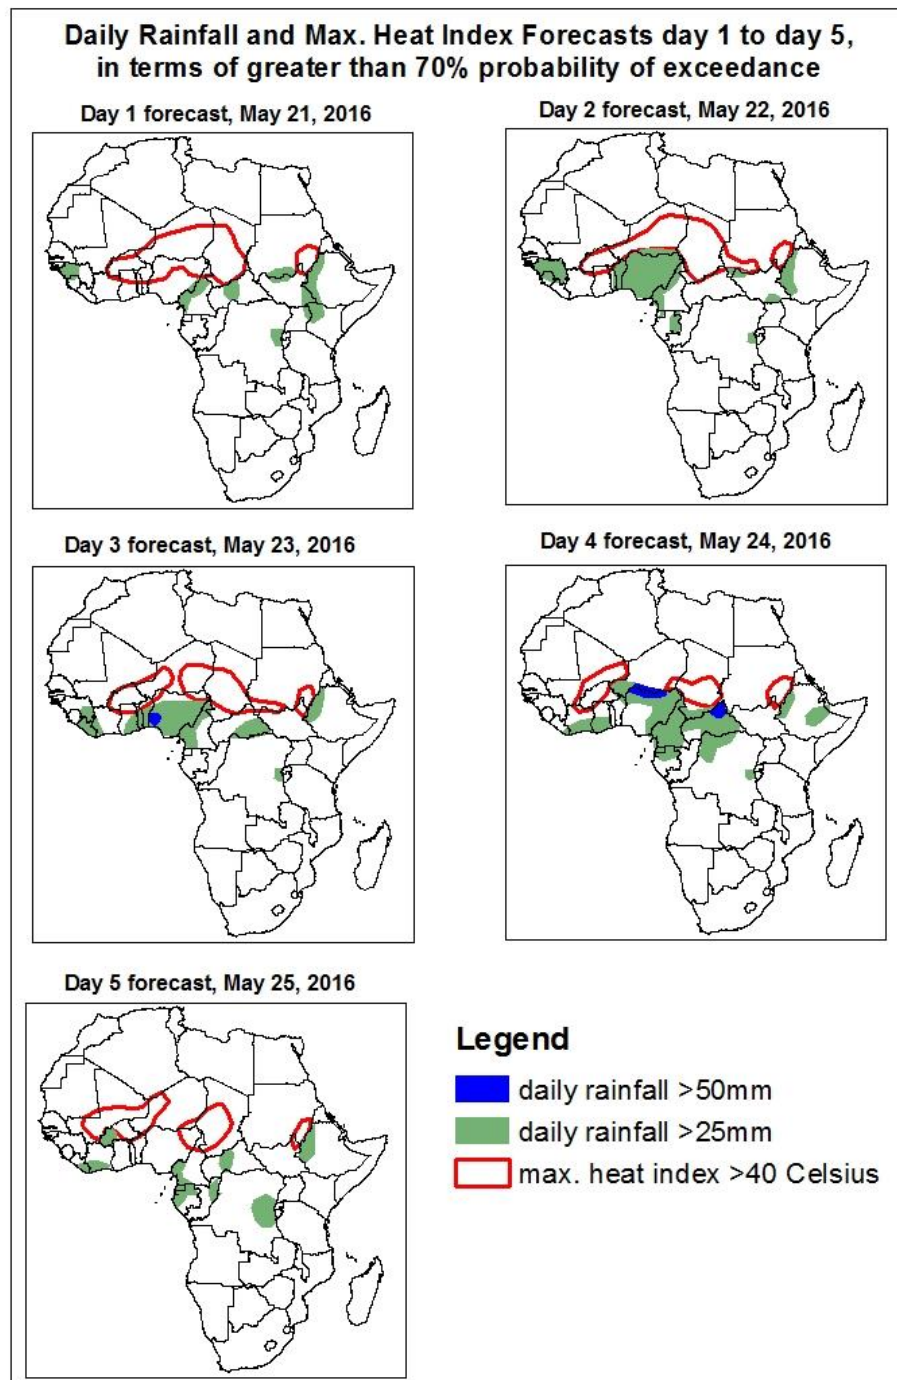 Daily Rainfall and Max. Heat Index Forecasts day 1 to day 5,
in terms of greater than 70% probability of exceedance
Day 1 forecast, May 21, 2016
Day 2 forecast, May 22, 2016
Day 3 forecast, May 23, 2016
Day 4 forecast, May 24, 2016
Day 5 forecast, May 25, 2016
Legend
daily rainfall >50mm
daily rainfall >25mm
max. heat index >40 Celsius